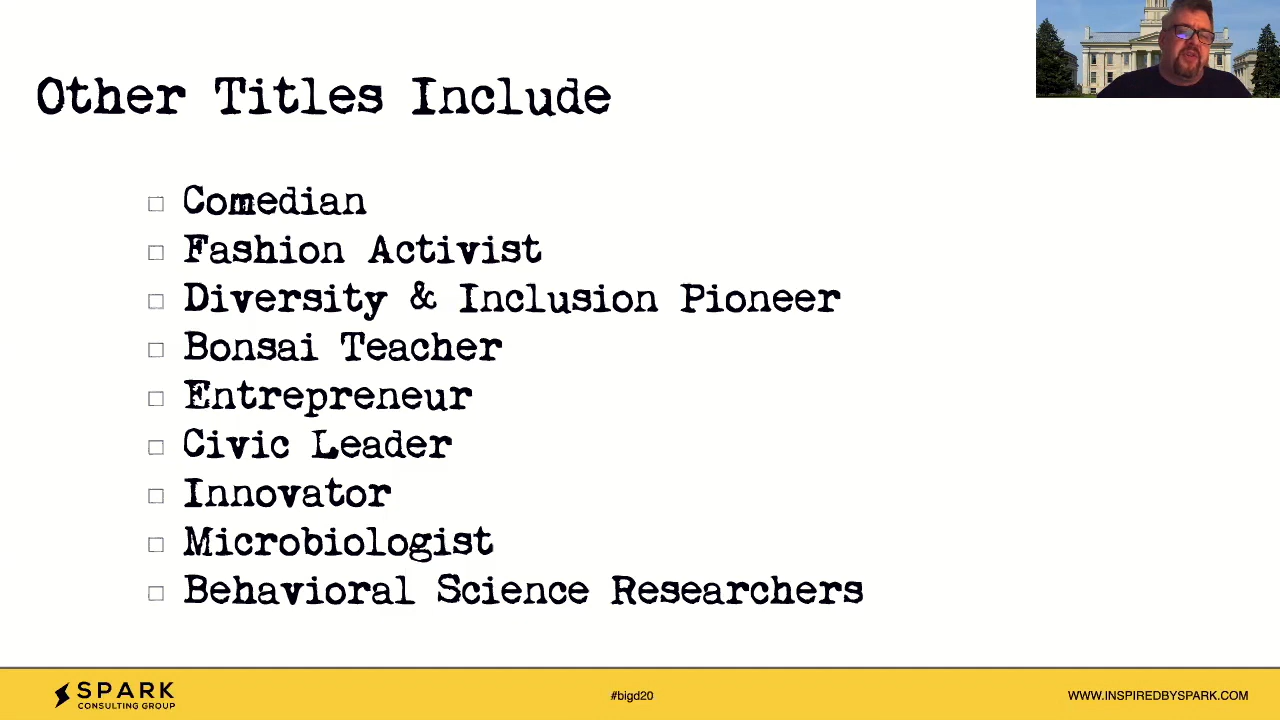 Other Titles Include
Comedian
Fashion Activist
Diversity & Inclusion Pioneer
Bonsai Teacher
Entrepreneur
Civic Leader
Innovator
Microbiologist
Behavioral Science Researchers
SPARK
CONSULTING GROUP
#bigd20
WWW.INSPIREDBYSPARK.COM